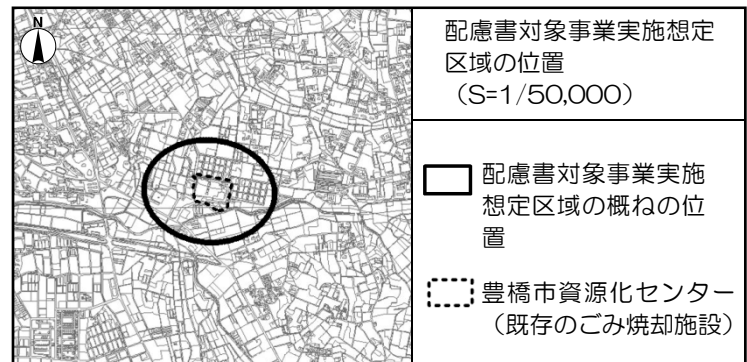 N
配慮書対象事業実施想定
区域の位置
（S=1/50,000）
配慮書対象事業実施
想定区域の概ねの位
置
豊橋市資源化センター
（既存のごみ焼却施設）